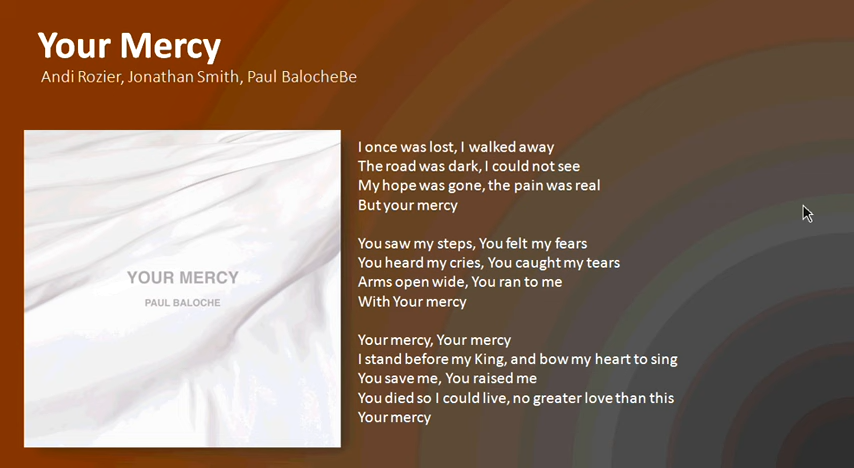 Your Mercy
Andi Rozier, Jonathan Smith, Paul BalocheBe
YOUR MERCY
PAUL BALOCHE
I once was lost, I walked away
The road was dark, I could not see
My hope was gone, the pain was real
But your mercy
You saw my steps, You felt my fears
You heard my cries, You caught my tears
Arms open wide, You ran to me
With Your mercy
Your mercy, Your mercy
I stand before my King, and bow my heart to sing
You save me, You raised me
You died so I could live, no greater love than this
Your mercy